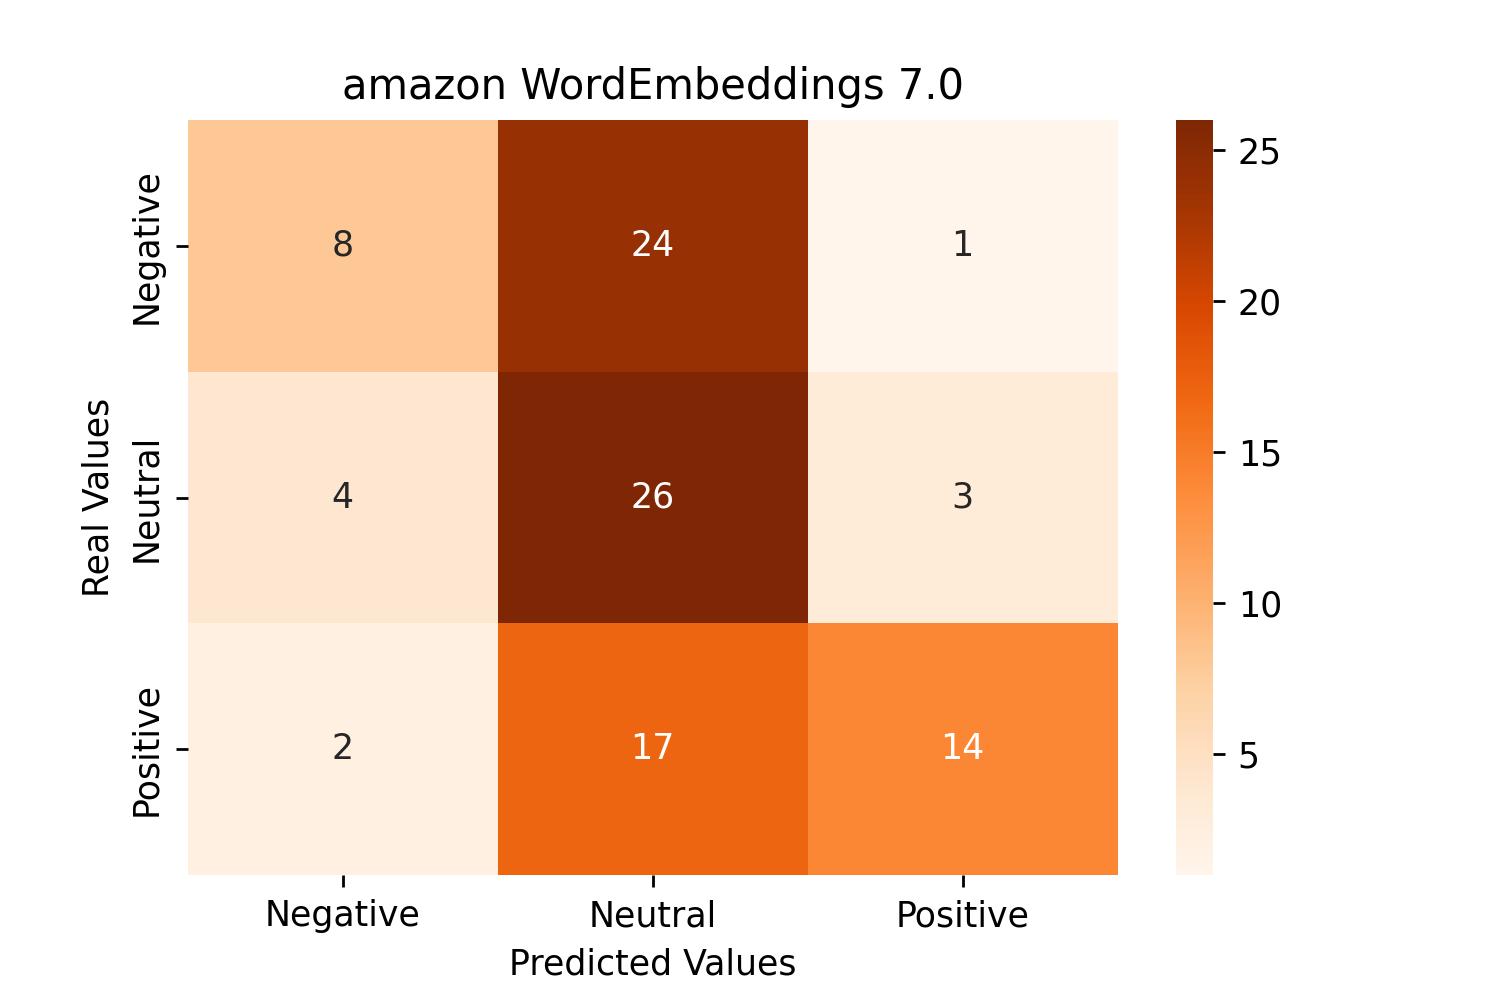 amazon WordEmbeddings 7.0
Real Values
Negative
8
24
1
Neutral
4
26
3
Positive
2
17
14
Negative
Neutral
Positive
Predicted Values
25
20
15
10
5